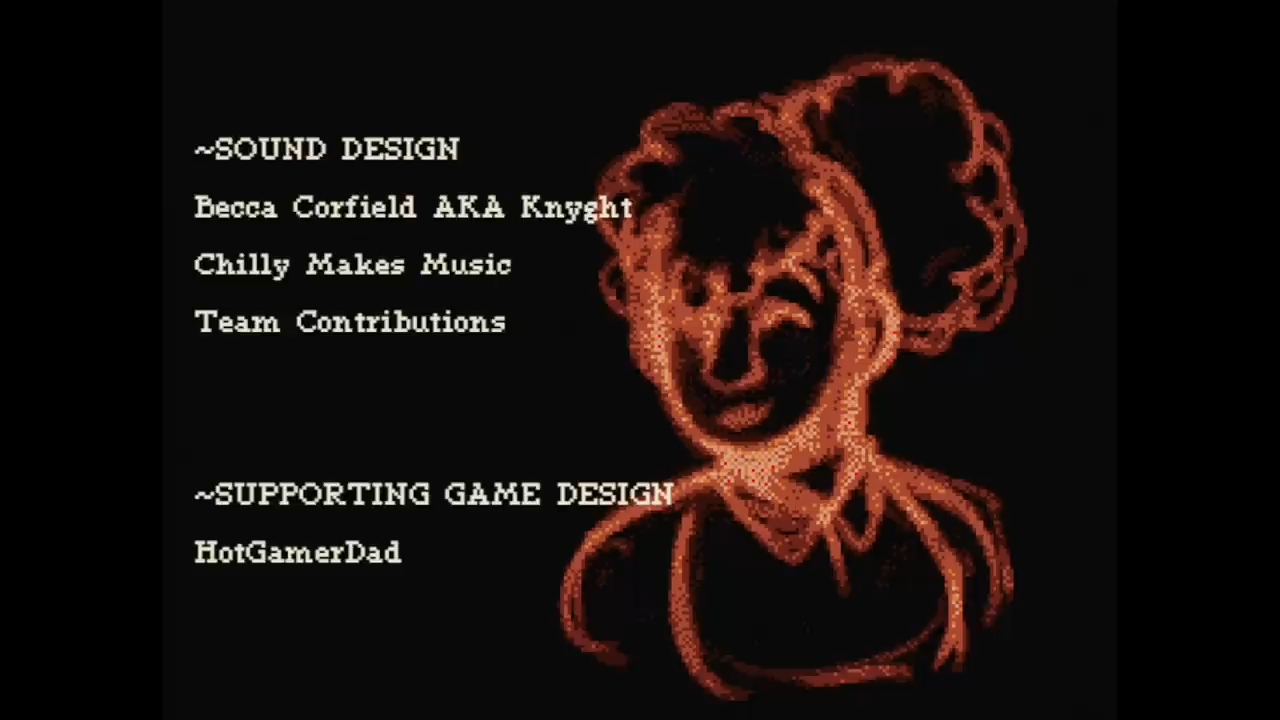 ~SOUND DESIGN
Becca Corfield AKA Knyght
Chilly Makes Music
Team Contributions
~SUPPORTING GAME DESIGN
HotGamerDad